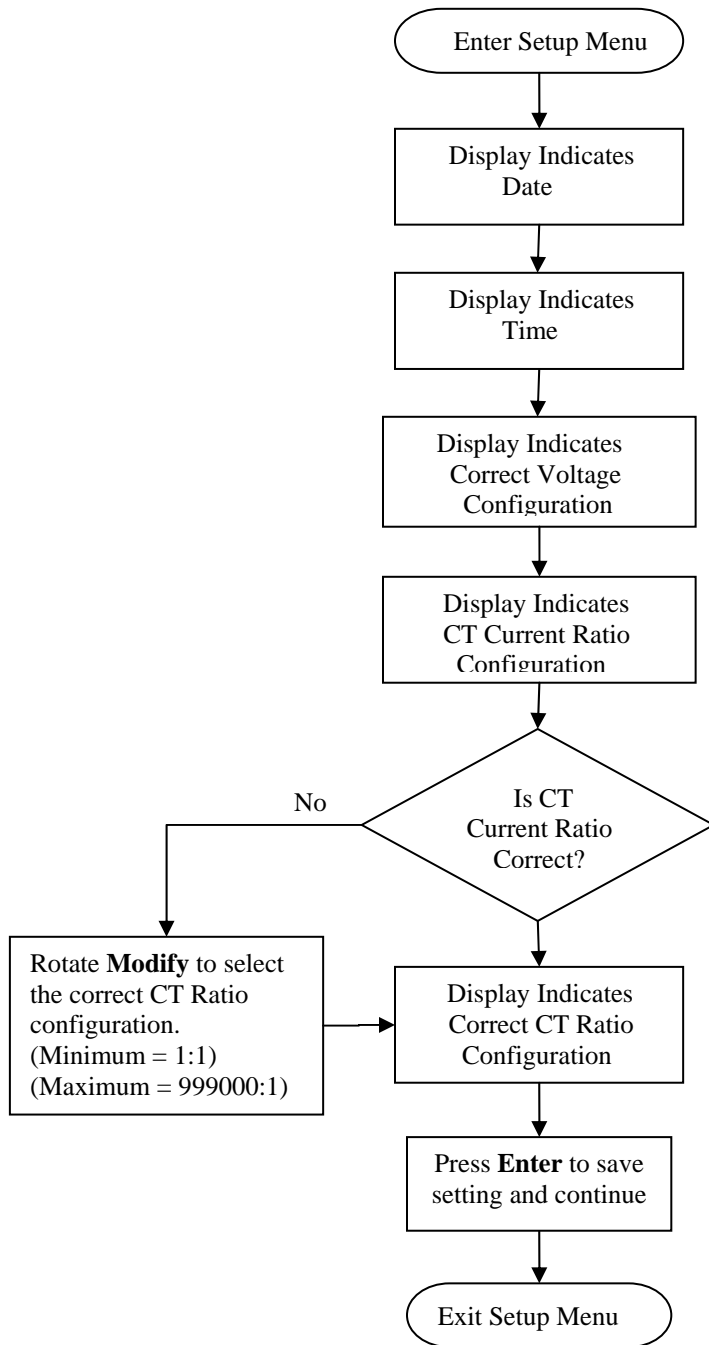 Enter Setup Menu
Display Indicates
Date
Display Indicates
Time
Display Indicates
Correct Voltage
Configuration
Display Indicates
CT Current Ratio
Configuration
Is CT
Current Ratio
Correct?
No
Rotate Modify to select
the correct CT Ratio
configuration.
(Minimum = 1:1)
(Maximum = 999000:1)
Display Indicates
Correct CT Ratio
Configuration
Press Enter to save
setting and continue
Exit Setup Menu